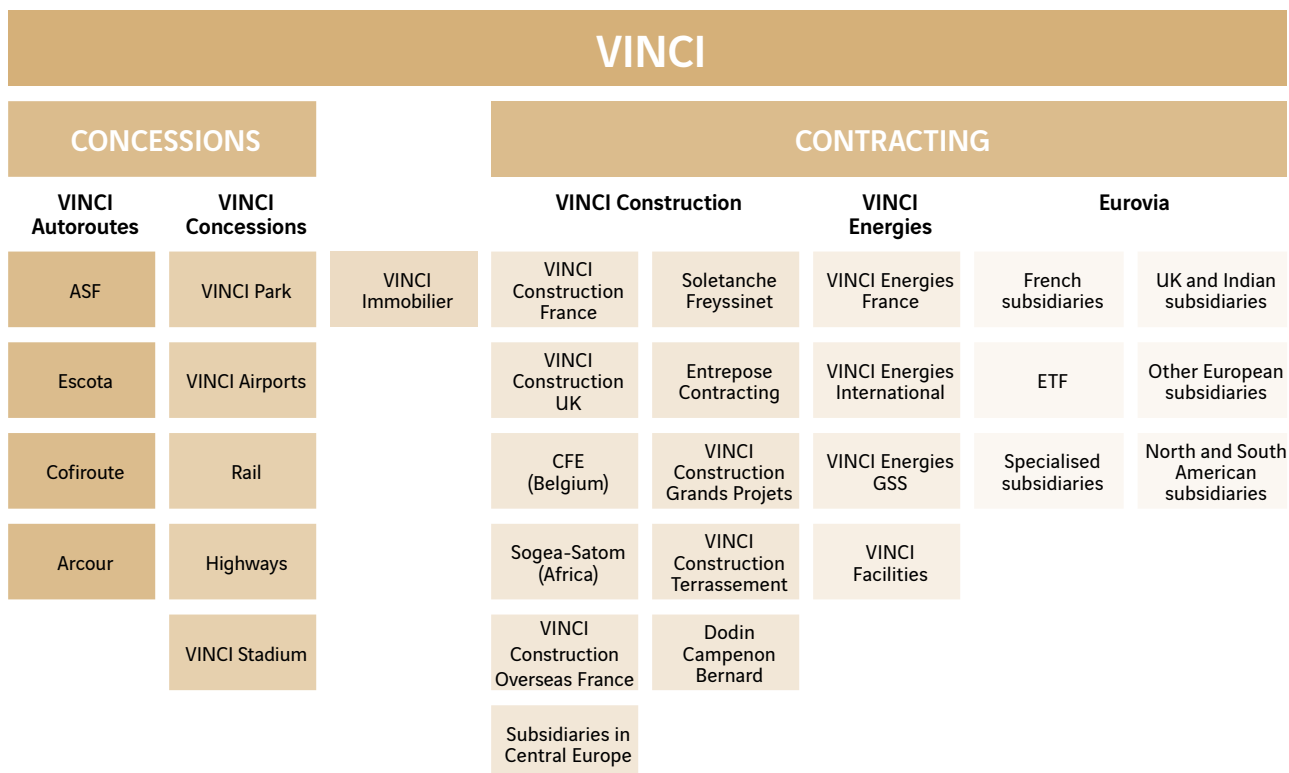 VINCI
CONCESSIONS
CONTRACTING
VINCI
Autoroutes
VINCI
Concessions
VINCI Construction
VINCI
Energies
Eurovia
ASF
VINCI Park
VINCI
Immobilier
VINCI
Construction
France
Soletanche
Freyssinet
VINCI Energies
France
French
subsidiaries
UK and Indian
subsidiaries
Escota
VINCI Airports
VINCI
Construction
UK
Entrepose
Contracting
VINCI Energies
International
ETF
Other European
subsidiaries
Cofiroute
Rail
CFE
(Belgium)
VINCI
Construction
Grands Projets
VINCI Energies
GSS
Specialised
subsidiaries
North and South
American
subsidiaries
Arcour
Highways
Sogea-Satom
(Africa)
VINCI
Construction
Terrassement
VINCI
Facilities
VINCI Stadium
VINCI
Construction
Overseas France
Dodin
Campenon
Bernard
Subsidiaries in
Central Europe